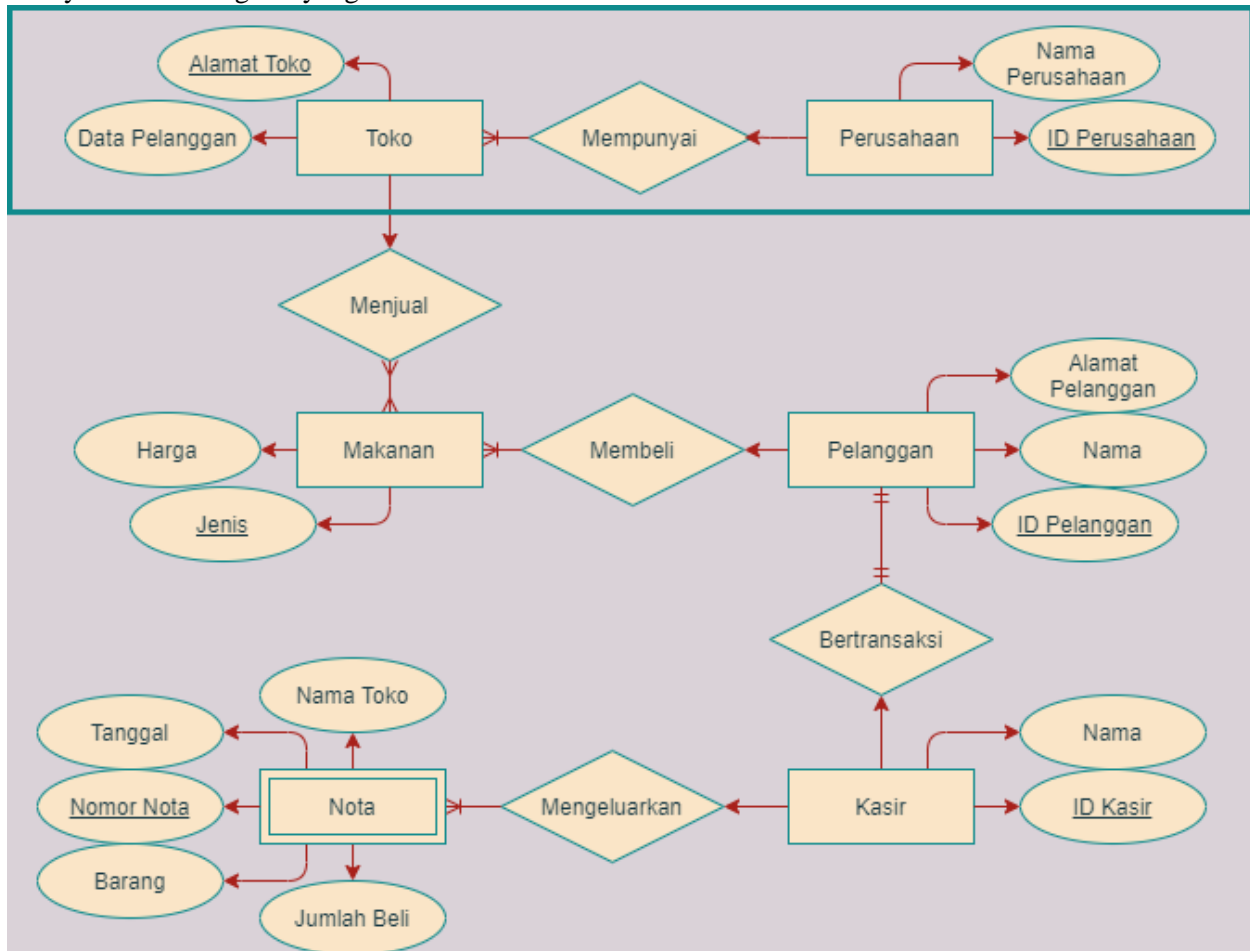 Alamat Toko
Nama
Perusahaan
Data Pelanggan
Toko
Mempunyai
Perusahaan
ID Perusahaan
Menjual
Alamat
Pelanggan
Harga
Makanan
Membeli
Pelanggan
Nama
Jenis
ID Pelanggan
Bertransaksi
Nama Toko
Tanggal
Nama
Nomor Nota
Nota
Mengeluarkan
Kasir
ID Kasir
Barang
Jumlah Beli